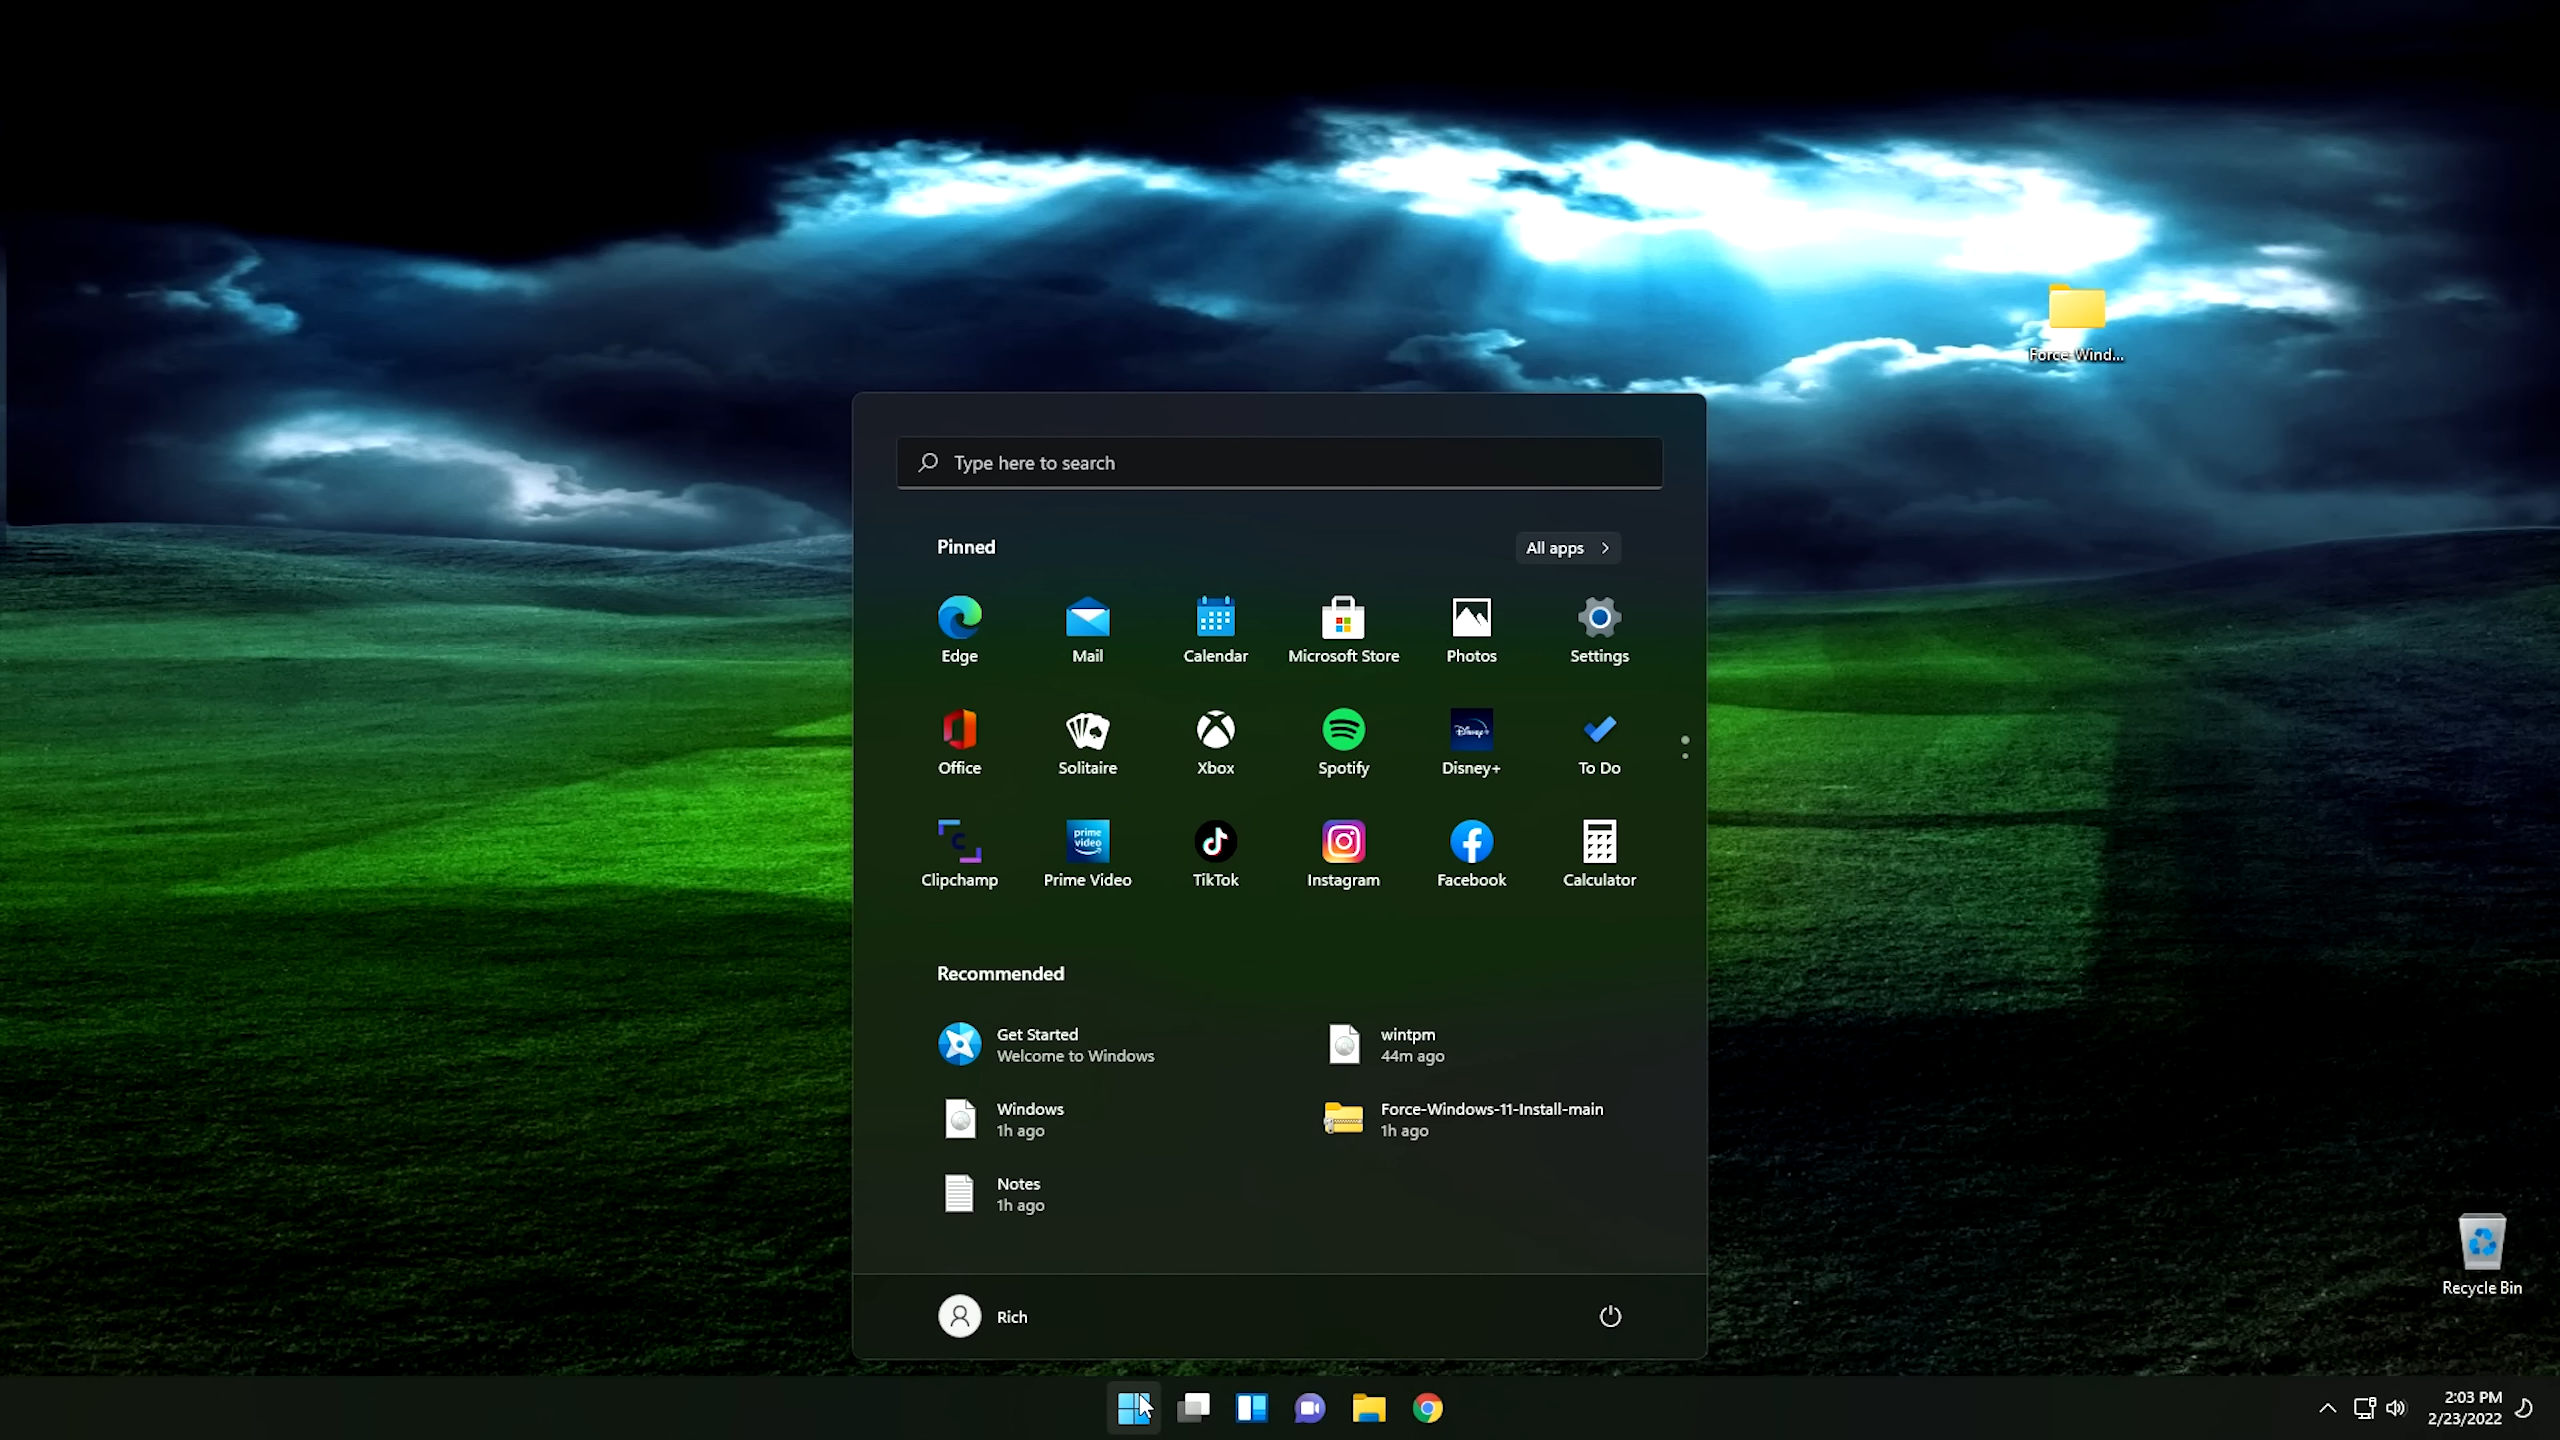 Force-Wind...
Type here to search
Pinned
All apps
Edge
Mail
Calendar
Microsoft Store
Photos
Settings
Office
Solitaire
Xbox
Spotify
Disney+
Disney+
To Do
prime
video
Clipchamp
Prime Video
TikTok
Instagram
Facebook
Calculator
Recommended
Get Started
Welcome to Windows
wintpm
44m ago
Windows
1h ago
Force-Windows-11-Install-main
1h ago
Notes
1h ago
Recycle Bin
Rich
2:03 PM
2/23/2022